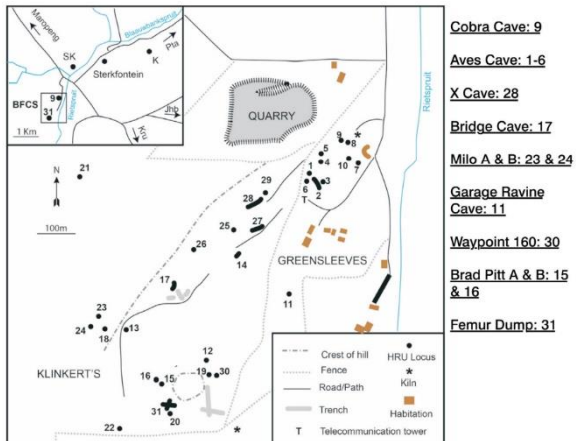 Maropeng
Blaauwbankspruit
Pta
SK
K
Sterkfontein
BFCS
9
31
Rietspruit
Jhb
Kru
1 Km
N
100m
QUARRY
Rietspruit
21
5
4
9
8
10
7
1
6
3
2
T
29
28
27
25
26
14
GREENSLEEVES
17
11
23
24
18
13
12
KLINKERT'S
16
15
19
30
31
20
22
Crest of hill
Fence
Road/Path
Trench
T Telecommunication tower
HRU Locus
Kiln
Habitation
Cobra Cave: 9
Aves Cave: 1-6
X Cave: 28
Bridge Cave: 17
Milo A & B: 23 & 24
Garage Ravine
Cave: 11
Waypoint 160: 30
Brad Pitt A & B: 15
& 16
Femur Dump: 31